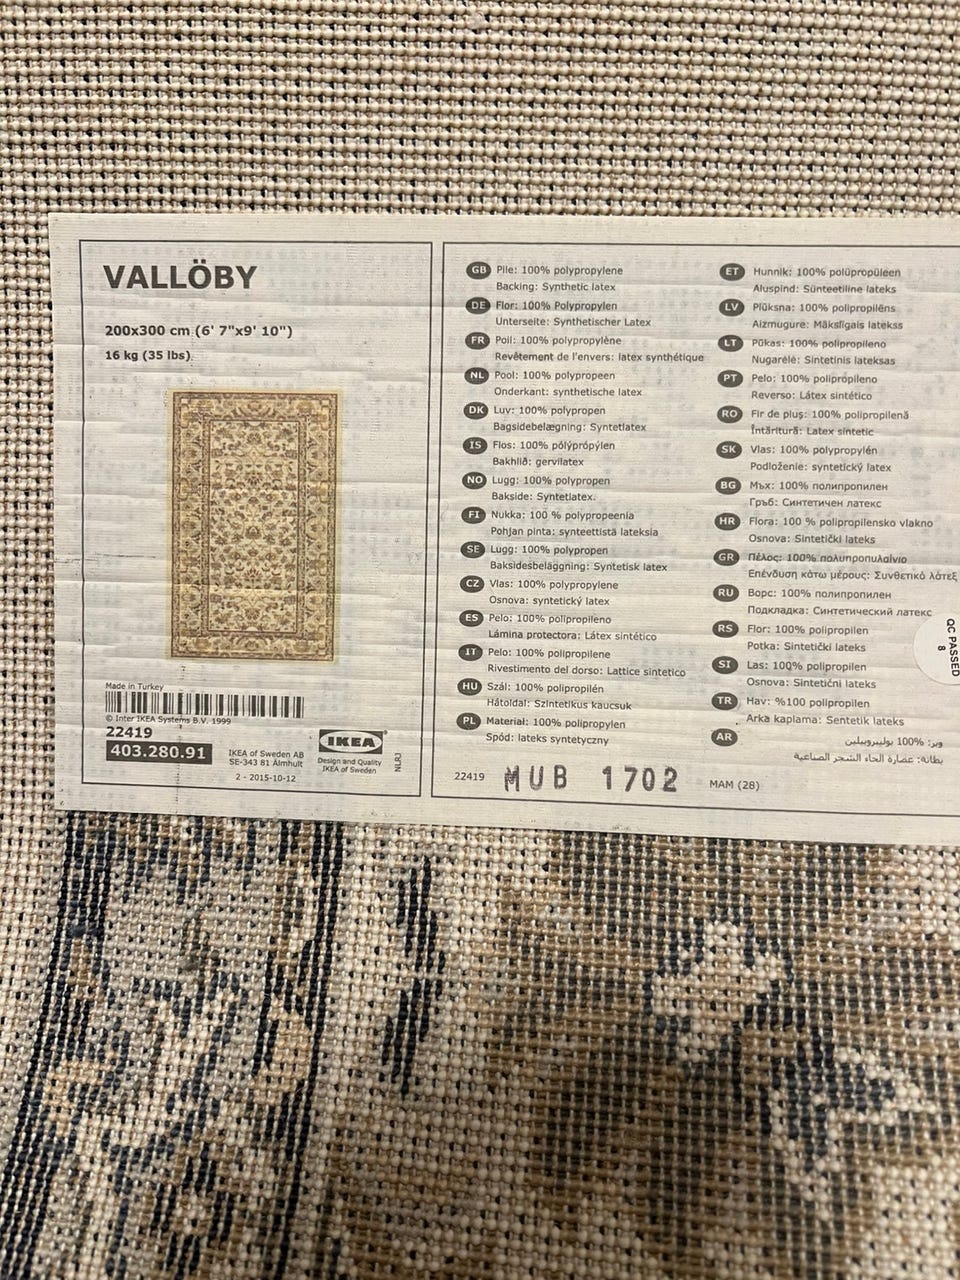 VALLÖBY
200x300 cm (6' 7"x9' 10")
16 kg (35 lbs)
Made in Turkey
© Inter IKEA Systems B.V. 1999
22419
403.280.91
IKEA of Sweden AB
SE-343 81 Älmhult
2 - 2015-10-12
IKEA
Design and Quality
IKEA of Sweden
NLRJ
GB Pile: 100% polypropylene
Backing: Synthetic latex
DE Flor: 100% Polypropylen
Unterseite: Synthetischer Latex
FR Poil: 100% polypropylène
Revêtement de l'envers: latex synthétique
NL Pool: 100% polypropeen
Onderkant: synthetische latex
DK Luv: 100% polypropen
Bagsidebelægning: Syntetlatex
IS Flos: 100% pólýprópýlen
Bakhlið: gervilatex
NO Lugg: 100% polypropen
Bakside: Syntetlatex.
FI Nukka: 100 % polypropeenia
Pohjan pinta: synteettistä lateksia
SE Lugg: 100% polypropen
Baksidesbeläggning: Syntetisk latex
CZ Vlas: 100% polypropylene
Osnova: syntetický latex
ES Pelo: 100% polipropileno
Lámina protectora: Látex sintético
IT Pelo: 100% polipropilene
Rivestimento del dorso: Lattice sintetico
HU Szál: 100% polipropilén
Hátoldal: Szintetikus kaucsuk
PL Material: 100% polipropylen
Spód: lateks syntetyczny
22419 MUB 1702 MAM (28)
ET Hunnik: 100% polüpropüleen
Aluspind: Sünteetiline lateks
LV Plūksna: 100% polipropilēns
Aizmugure: Mākslīgais latekss
LT Pūkas: 100% polipropileno
Nugarėlė: Sintetinis lateksas
PT Pelo: 100% polipropileno
Reverso: Látex sintético
RO Fir de pluş: 100% polipropilenă
Întăritură: Latex sintetic
SK Vlas: 100% polypropylén
Podloženie: syntetický latex
BG Мъх: 100% полипропилен
Гръб: Синтетичен латекс
HR Flora: 100 % polipropilensko vlakno
Osnova: Sintetički lateks
GR Πέλος: 100% πολυπροπυλαίνιο
Επένδυση κάτω μέρους: Συνθετικό λάτεξ
RU Ворс: 100% полипропилен
Подкладка: Синтетический латекс
RS Flor: 100% polipropilen
Potka: Sintetički lateks
SI Las: 100% polipropilen
Osnova: Sintetični lateks
TR Hav: %100 polipropilen
Arka kaplama: Sentetik lateks
AR وبر: 100% بوليبروبيلين
بطانة: عصارة لحاء الشجر الصناعية
QC PASSED
8